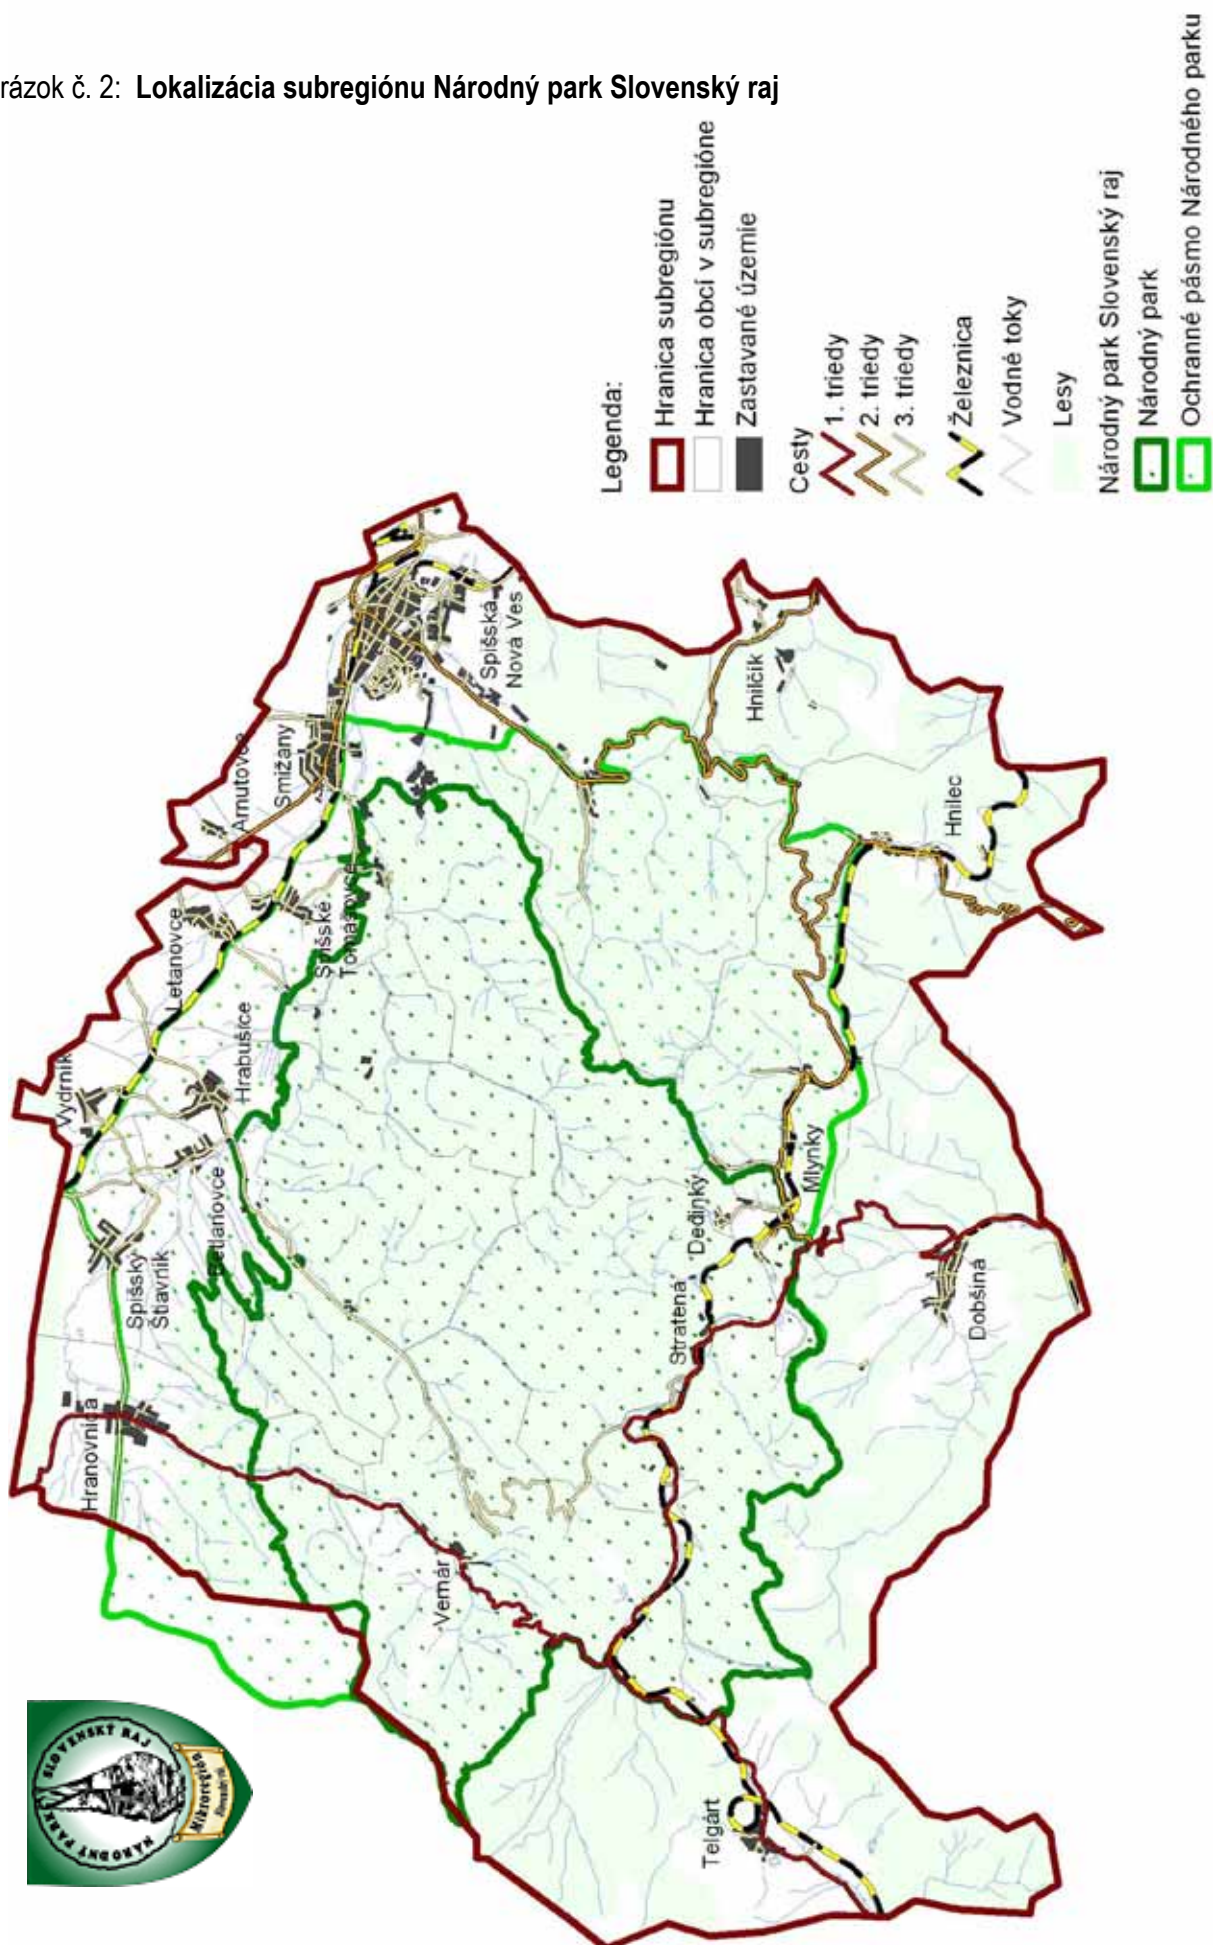 rázok č. 2: Lokalizácia subregiónu Národný park Slovenský raj
Legenda:
Hranica subregiónu
Hranica obcí v subregióne
Zastavané územie
Cesty
1. triedy
2. triedy
3. triedy
Železnica
Vodné toky
Lesy
Národný park Slovenský raj
Národný park
Ochranné pásmo Národného parku
Hranovnica
Spišský
Štiavnik
Vydrník
Betlanovce
Hrabušice
Letanovce
Spišské
Tomášovce
Arnutovce
Smižany
Spišská
Nová Ves
Hnilčík
Hnilec
Mlynky
Dedinky
Stratená
Dobšiná
Vernár
Telgárt
NÁRODNÝ PARK SLOVENSKÝ RAJ
Mikroregión